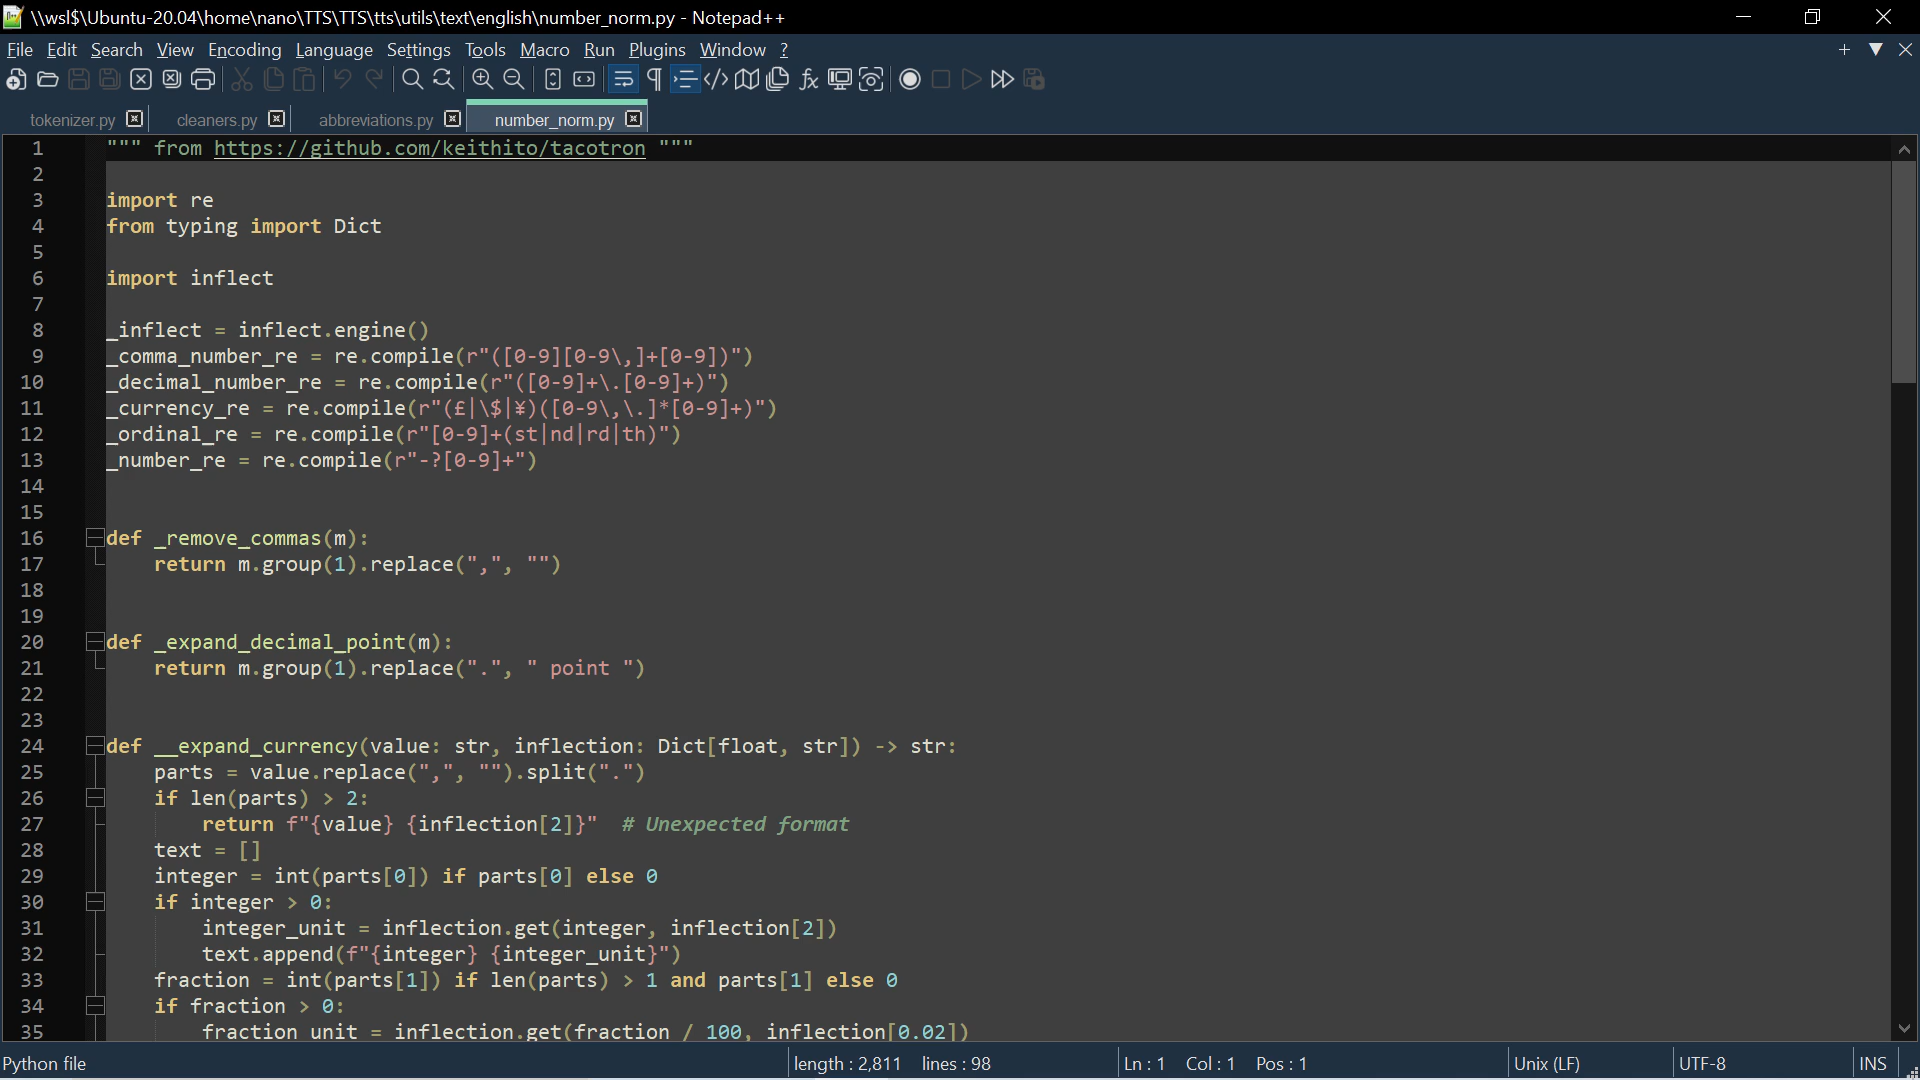 \\wsl$\Ubuntu-20.04\home\nano\TTS\TTS\tts\utils\text\english\number_norm.py - Notepad++
File Edit Search View Encoding Language Settings Tools Macro Run Plugins Window ?
tokenizer.py cleaners.py abbreviations.py number_norm.py
1 """ from https://github.com/keithito/tacotron """
2
3 import re
4 from typing import Dict
5
6 import inflect
7
8 _inflect = inflect.engine()
9 _comma_number_re = re.compile(r"([0-9][0-9\,]+[0-9])")
10 _decimal_number_re = re.compile(r"([0-9]+\.[0-9]+)")
11 _currency_re = re.compile(r"(£|\$|¥)([0-9\,\.]*[0-9]+)")
12 _ordinal_re = re.compile(r"[0-9]+(st|nd|rd|th)")
13 _number_re = re.compile(r"-?[0-9]+")
14
15
16 def _remove_commas(m):
17     return m.group(1).replace(",", "")
18
19
20 def _expand_decimal_point(m):
21     return m.group(1).replace(".", " point ")
22
23
24 def __expand_currency(value: str, inflection: Dict[float, str]) -> str:
25     parts = value.replace(",", "").split(".")
26     if len(parts) > 2:
27         return f"{value} {inflection[2]}"  # Unexpected format
28     text = []
29     integer = int(parts[0]) if parts[0] else 0
30     if integer > 0:
31         integer_unit = inflection.get(integer, inflection[2])
32         text.append(f"{integer} {integer_unit}")
33     fraction = int(parts[1]) if len(parts) > 1 and parts[1] else 0
34     if fraction > 0:
35         fraction_unit = inflection.get(fraction / 100, inflection[0.02])
Python file length : 2,811 lines : 98 Ln : 1 Col : 1 Pos : 1 Unix (LF) UTF-8 INS